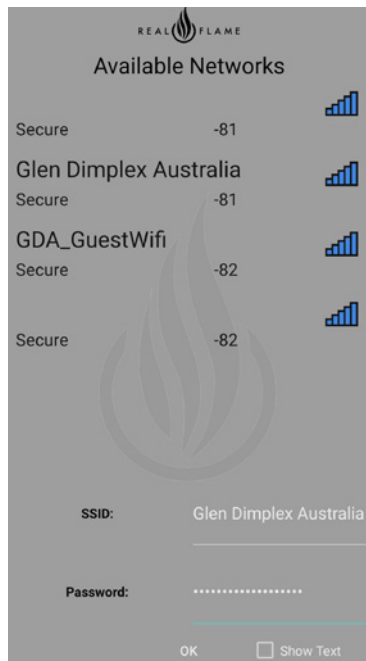 REAL FLAME
Available Networks
Secure -81
Glen Dimplex Australia
Secure -81
GDA_GuestWifi
Secure -82
Secure -82
SSID: Glen Dimplex Australia
Password: ···················
OK Show Text